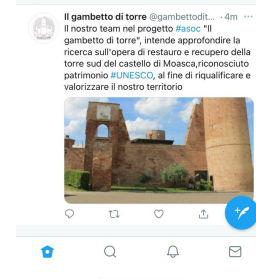 Il gambetto di torre @gambettodit... · 4m ...
Il nostro team nel progetto #asoc "Il
gambetto di torre", intende approfondire la
ricerca sull'opera di restauro e recupero della
torre sud del castello di Moasca,riconosciuto
patrimonio #UNESCO, al fine di riqualificare e
valorizzare il nostro territorio